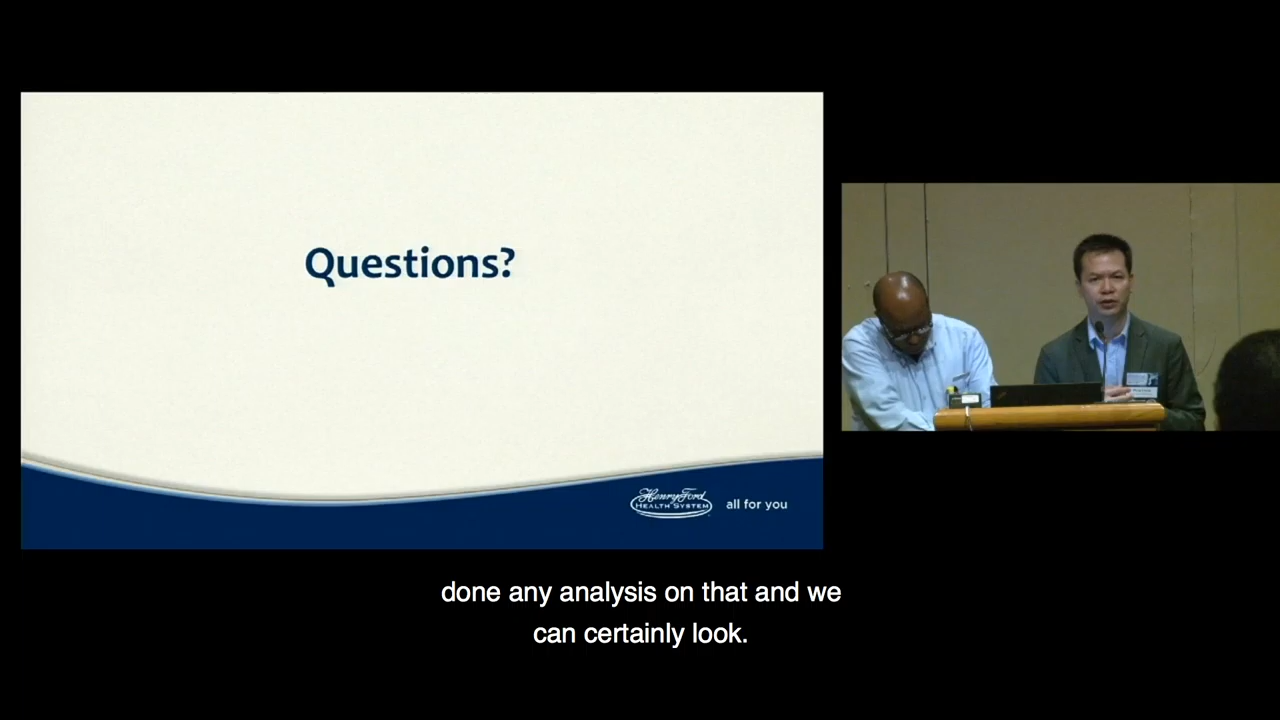 Questions?
Henry Ford
HEALTH SYSTEM
all for you
done any analysis on that and we
can certainly look.